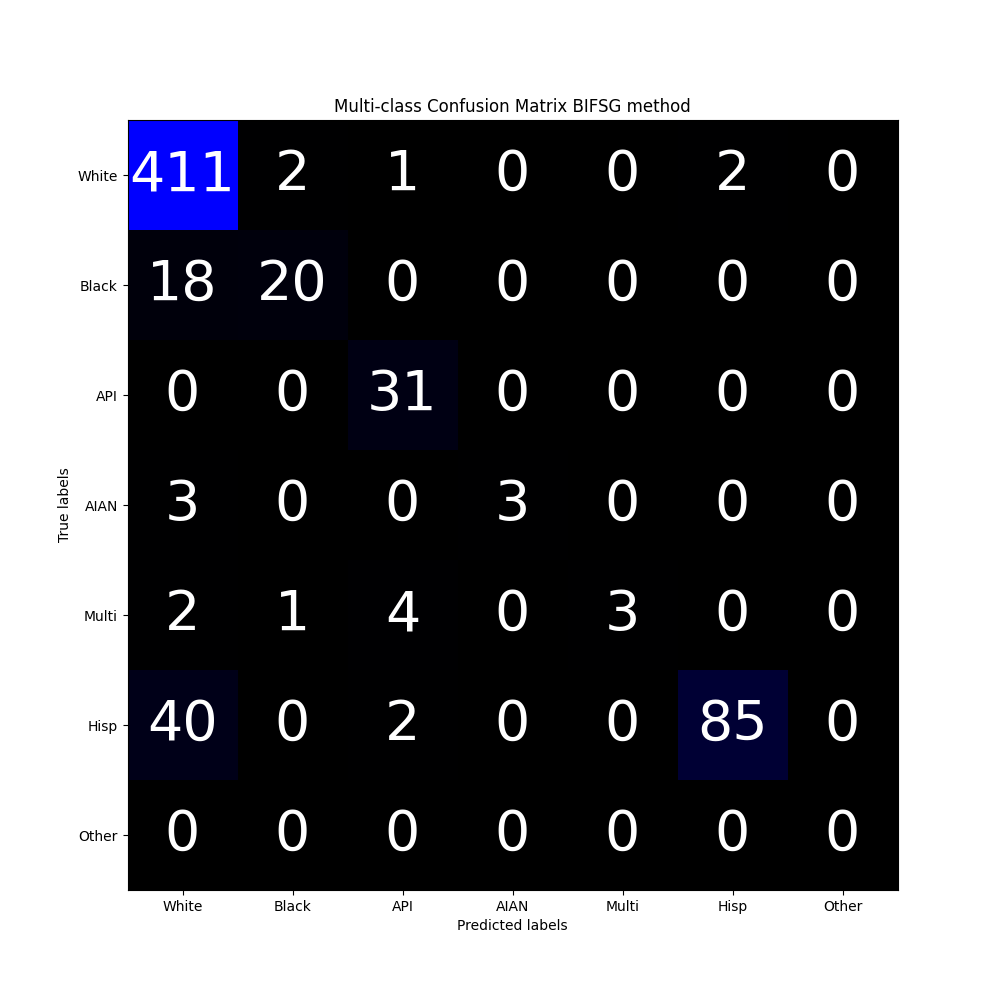 Multi-class Confusion Matrix BIFSG method
White 411 2 1 0 0 2 0
Black 18 20 0 0 0 0 0
API 0 0 31 0 0 0 0
True labels
AIAN 3 0 0 3 0 0 0
Multi 2 1 4 0 3 0 0
Hisp 40 0 2 0 0 85 0
Other 0 0 0 0 0 0 0
White Black API AIAN Multi Hisp Other
Predicted labels